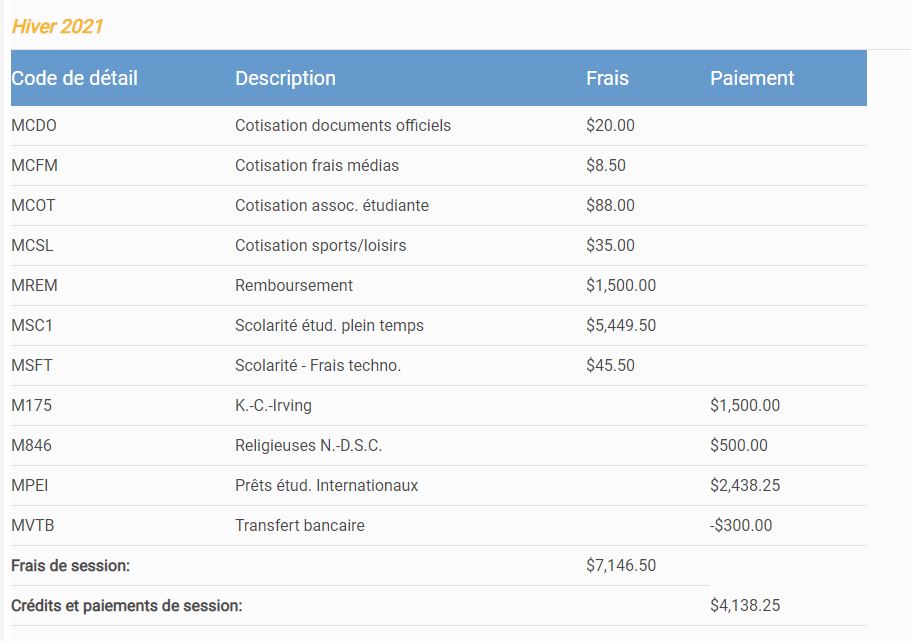 Hiver 2021
Code de détail Description Frais Paiement
MCDO Cotisation documents officiels $20.00
MCFM Cotisation frais médias $8.50
MCOT Cotisation assoc. étudiante $88.00
MCSL Cotisation sports/loisirs $35.00
MREM Remboursement $1,500.00
MSC1 Scolarité étud. plein temps $5,449.50
MSFT Scolarité - Frais techno. $45.50
M175 K.-C.-Irving $1,500.00
M846 Religieuses N.-D.S.C. $500.00
MPEI Prêts étud. Internationaux $2,438.25
MVTB Transfert bancaire -$300.00
Frais de session: $7,146.50
Crédits et paiements de session: $4,138.25